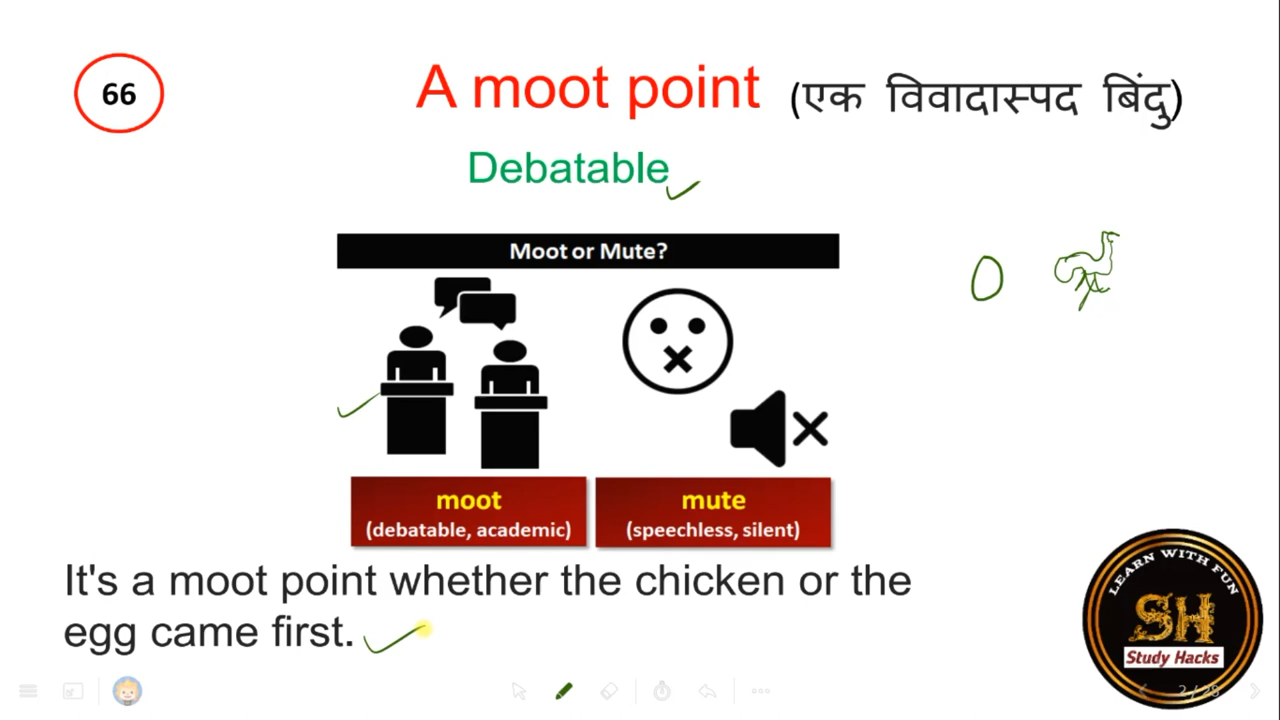 66
A moot point (एक विवादास्पद बिंदु)
Debatable
Moot or Mute?
moot
(debatable, academic)
mute
(speechless, silent)
It's a moot point whether the chicken or the
egg came first.
LEARN WITH FUN
SH
Study Hacks